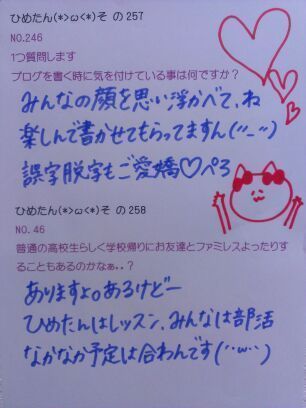 ひめたん(*>ω<*)そ の257
NO.246
1つ質問します
ブログを書く時に気を付けている事は何ですか？
みんなの顔を思い浮かべて、ね
楽しんで書かせてもらってますん(''-'')
誤字脱字もご愛嬌♡ぺろ
ひめたん(*>ω<*)そ の258
NO.46
普通の高校生らしく学校帰りにお友達とファミレスよったりす
ることもあるのかなぁ..？
ありますよ。あるけどー
ひめたんはレッスン、みんなは部活
なかなか予定は合わんです(´･w･`)